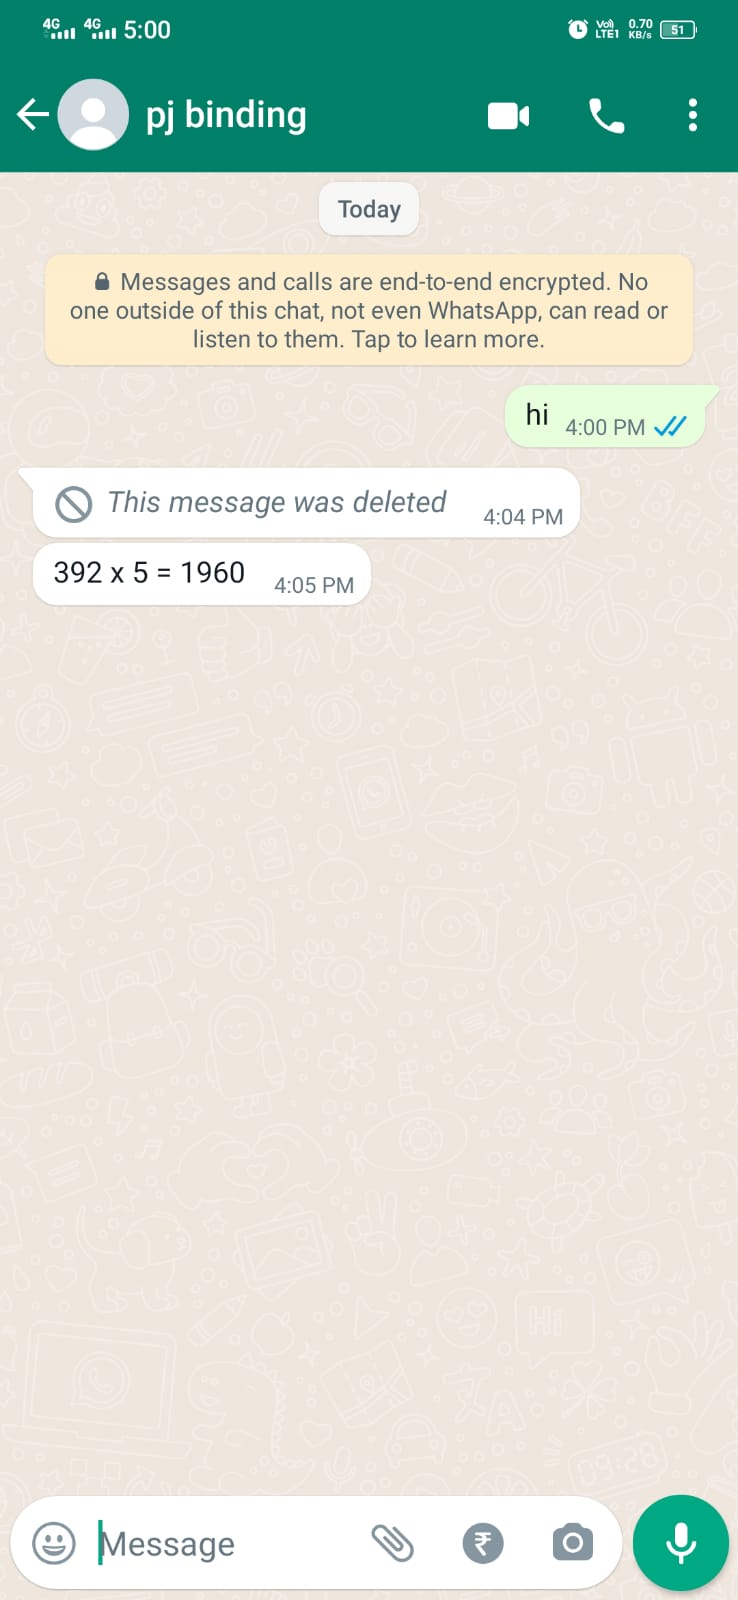 4G 4G 5:00 Vo) LTE1 0.70 KB/s 51
pj binding
Today
Messages and calls are end-to-end encrypted. No
one outside of this chat, not even WhatsApp, can read or
listen to them. Tap to learn more.
hi 4:00 PM
This message was deleted 4:04 PM
392 x 5 = 1960 4:05 PM
Message ₹